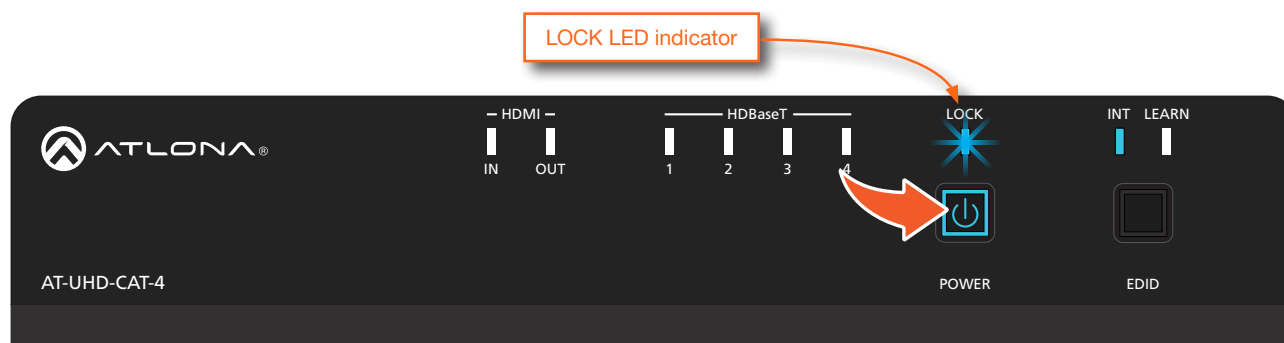 LOCK LED indicator
HDMI
HDBaseT
LOCK
INT LEARN
ATLONA®
IN OUT
1 2 3 4
AT-UHD-CAT-4
POWER
EDID